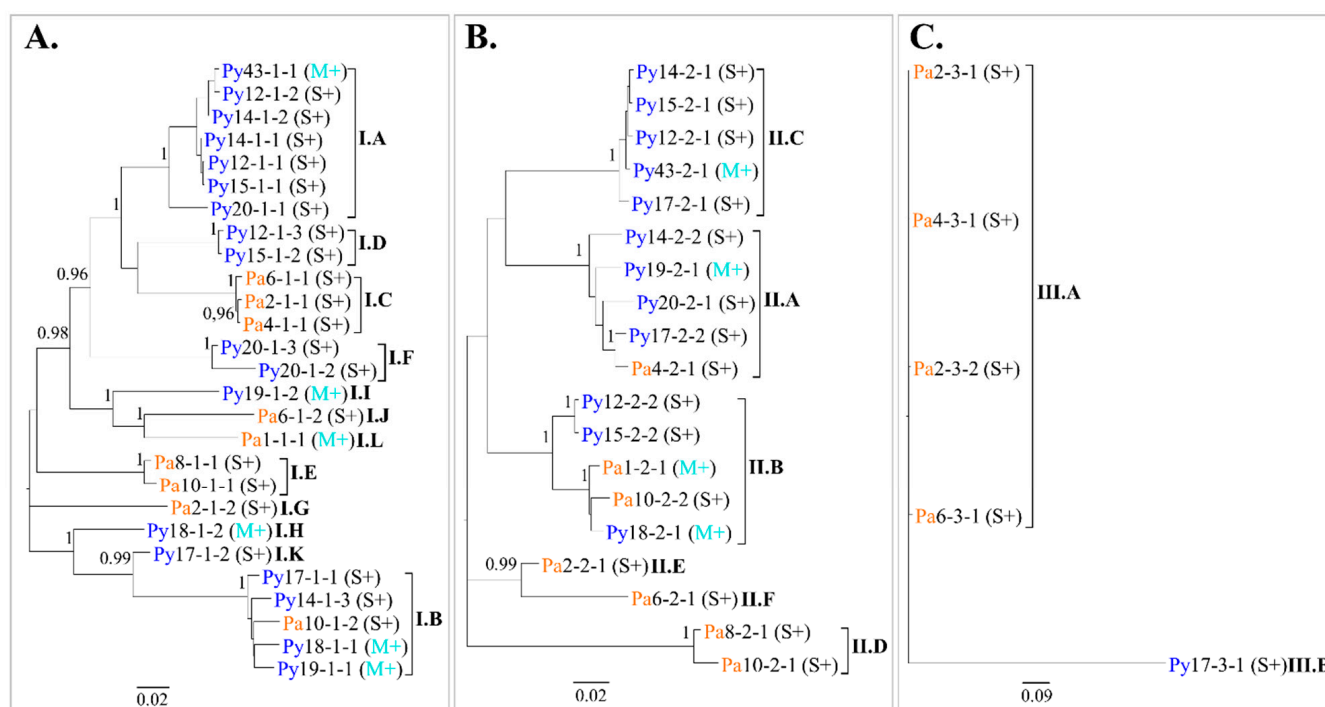 A.
Py43-1-1 (M+)
Py12-1-2 (S+)
Py14-1-2 (S+)
Py14-1-1 (S+)
I.A
1
Py12-1-1 (S+)
Py15-1-1 (S+)
Py20-1-1 (S+)
1
Py12-1-3 (S+)
I.D
Py15-1-2 (S+)
0.96
1
Pa6-1-1 (S+)
Pa2-1-1 (S+)
I.C
0,96
Pa4-1-1 (S+)
0.98
1
Py20-1-3 (S+)
I.F
Py20-1-2 (S+)
Py19-1-2 (M+) I.I
1
1
Pa6-1-2 (S+) I.J
Pa1-1-1 (M+) I.L
1
Pa8-1-1 (S+)
I.E
Pa10-1-1 (S+)
Pa2-1-2 (S+) I.G
1
Py18-1-2 (M+) I.H
0.99
Py17-1-2 (S+) I.K
1
Py17-1-1 (S+)
Py14-1-3 (S+)
Pa10-1-2 (S+)
I.B
Py18-1-1 (M+)
Py19-1-1 (M+)
0.02
B.
Py14-2-1 (S+)
Py15-2-1 (S+)
Py12-2-1 (S+)
II.C
1
Py43-2-1 (M+)
Py17-2-1 (S+)
Py14-2-2 (S+)
1
Py19-2-1 (M+)
II.A
Py20-2-1 (S+)
1
Py17-2-2 (S+)
Pa4-2-1 (S+)
1
Py12-2-2 (S+)
1
Py15-2-2 (S+)
1
Pa1-2-1 (M+)
II.B
Pa10-2-2 (S+)
Py18-2-1 (M+)
0.99
Pa2-2-1 (S+) II.E
Pa6-2-1 (S+) II.F
1
Pa8-2-1 (S+)
II.D
Pa10-2-1 (S+)
0.02
C.
Pa2-3-1 (S+)
Pa4-3-1 (S+)
III.A
Pa2-3-2 (S+)
Pa6-3-1 (S+)
Py17-3-1 (S+)
0.09